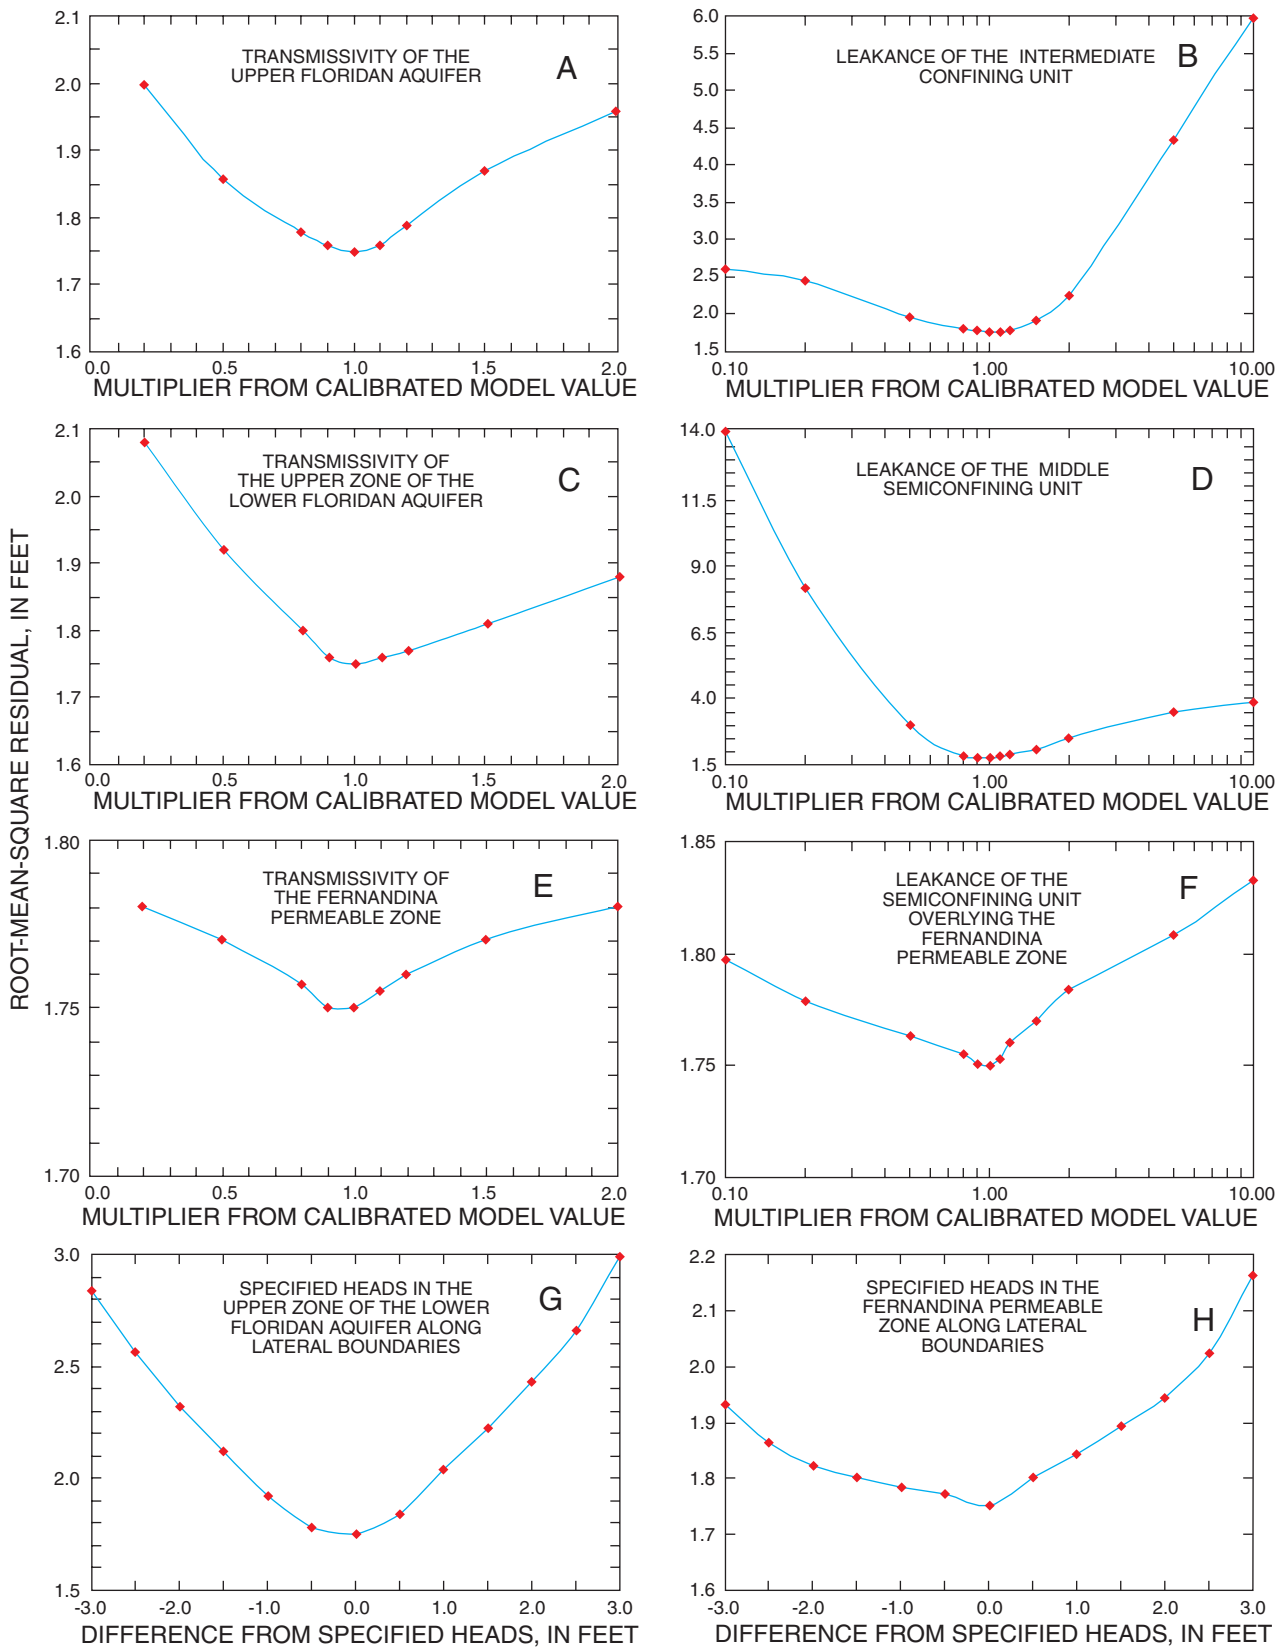 ROOT-MEAN-SQUARE RESIDUAL, IN FEET
2.1
2.0
1.9
1.8
1.7
1.6
TRANSMISSIVITY OF THE
UPPER FLORIDAN AQUIFER
A
0.0 0.5 1.0 1.5 2.0
MULTIPLIER FROM CALIBRATED MODEL VALUE
6.0
5.5
5.0
4.5
4.0
3.5
3.0
2.5
2.0
1.5
LEAKANCE OF THE INTERMEDIATE
CONFINING UNIT
B
0.10 1.00 10.00
MULTIPLIER FROM CALIBRATED MODEL VALUE
2.1
2.0
1.9
1.8
1.7
1.6
TRANSMISSIVITY OF
THE UPPER ZONE OF THE
LOWER FLORIDAN AQUIFER
C
0.0 0.5 1.0 1.5 2.0
MULTIPLIER FROM CALIBRATED MODEL VALUE
14.0
11.5
9.0
6.5
4.0
1.5
LEAKANCE OF THE MIDDLE
SEMICONFINING UNIT
D
0.10 1.00 10.00
MULTIPLIER FROM CALIBRATED MODEL VALUE
1.80
1.75
1.70
TRANSMISSIVITY OF
THE FERNANDINA
PERMEABLE ZONE
E
0.0 0.5 1.0 1.5 2.0
MULTIPLIER FROM CALIBRATED MODEL VALUE
1.85
1.80
1.75
1.70
LEAKANCE OF THE
SEMICONFINING UNIT
OVERLYING THE
FERNANDINA
PERMEABLE ZONE
F
0.10 1.00 10.00
MULTIPLIER FROM CALIBRATED MODEL VALUE
3.0
2.5
2.0
1.5
SPECIFIED HEADS IN THE
UPPER ZONE OF THE LOWER
FLORIDAN AQUIFER ALONG
LATERAL BOUNDARIES
G
-3.0 -2.0 -1.0 0.0 1.0 2.0 3.0
DIFFERENCE FROM SPECIFIED HEADS, IN FEET
2.2
2.1
2.0
1.9
1.8
1.7
1.6
SPECIFIED HEADS IN THE
FERNANDINA PERMEABLE
ZONE ALONG LATERAL
BOUNDARIES
H
-3.0 -2.0 -1.0 0.0 1.0 2.0 3.0
DIFFERENCE FROM SPECIFIED HEADS, IN FEET